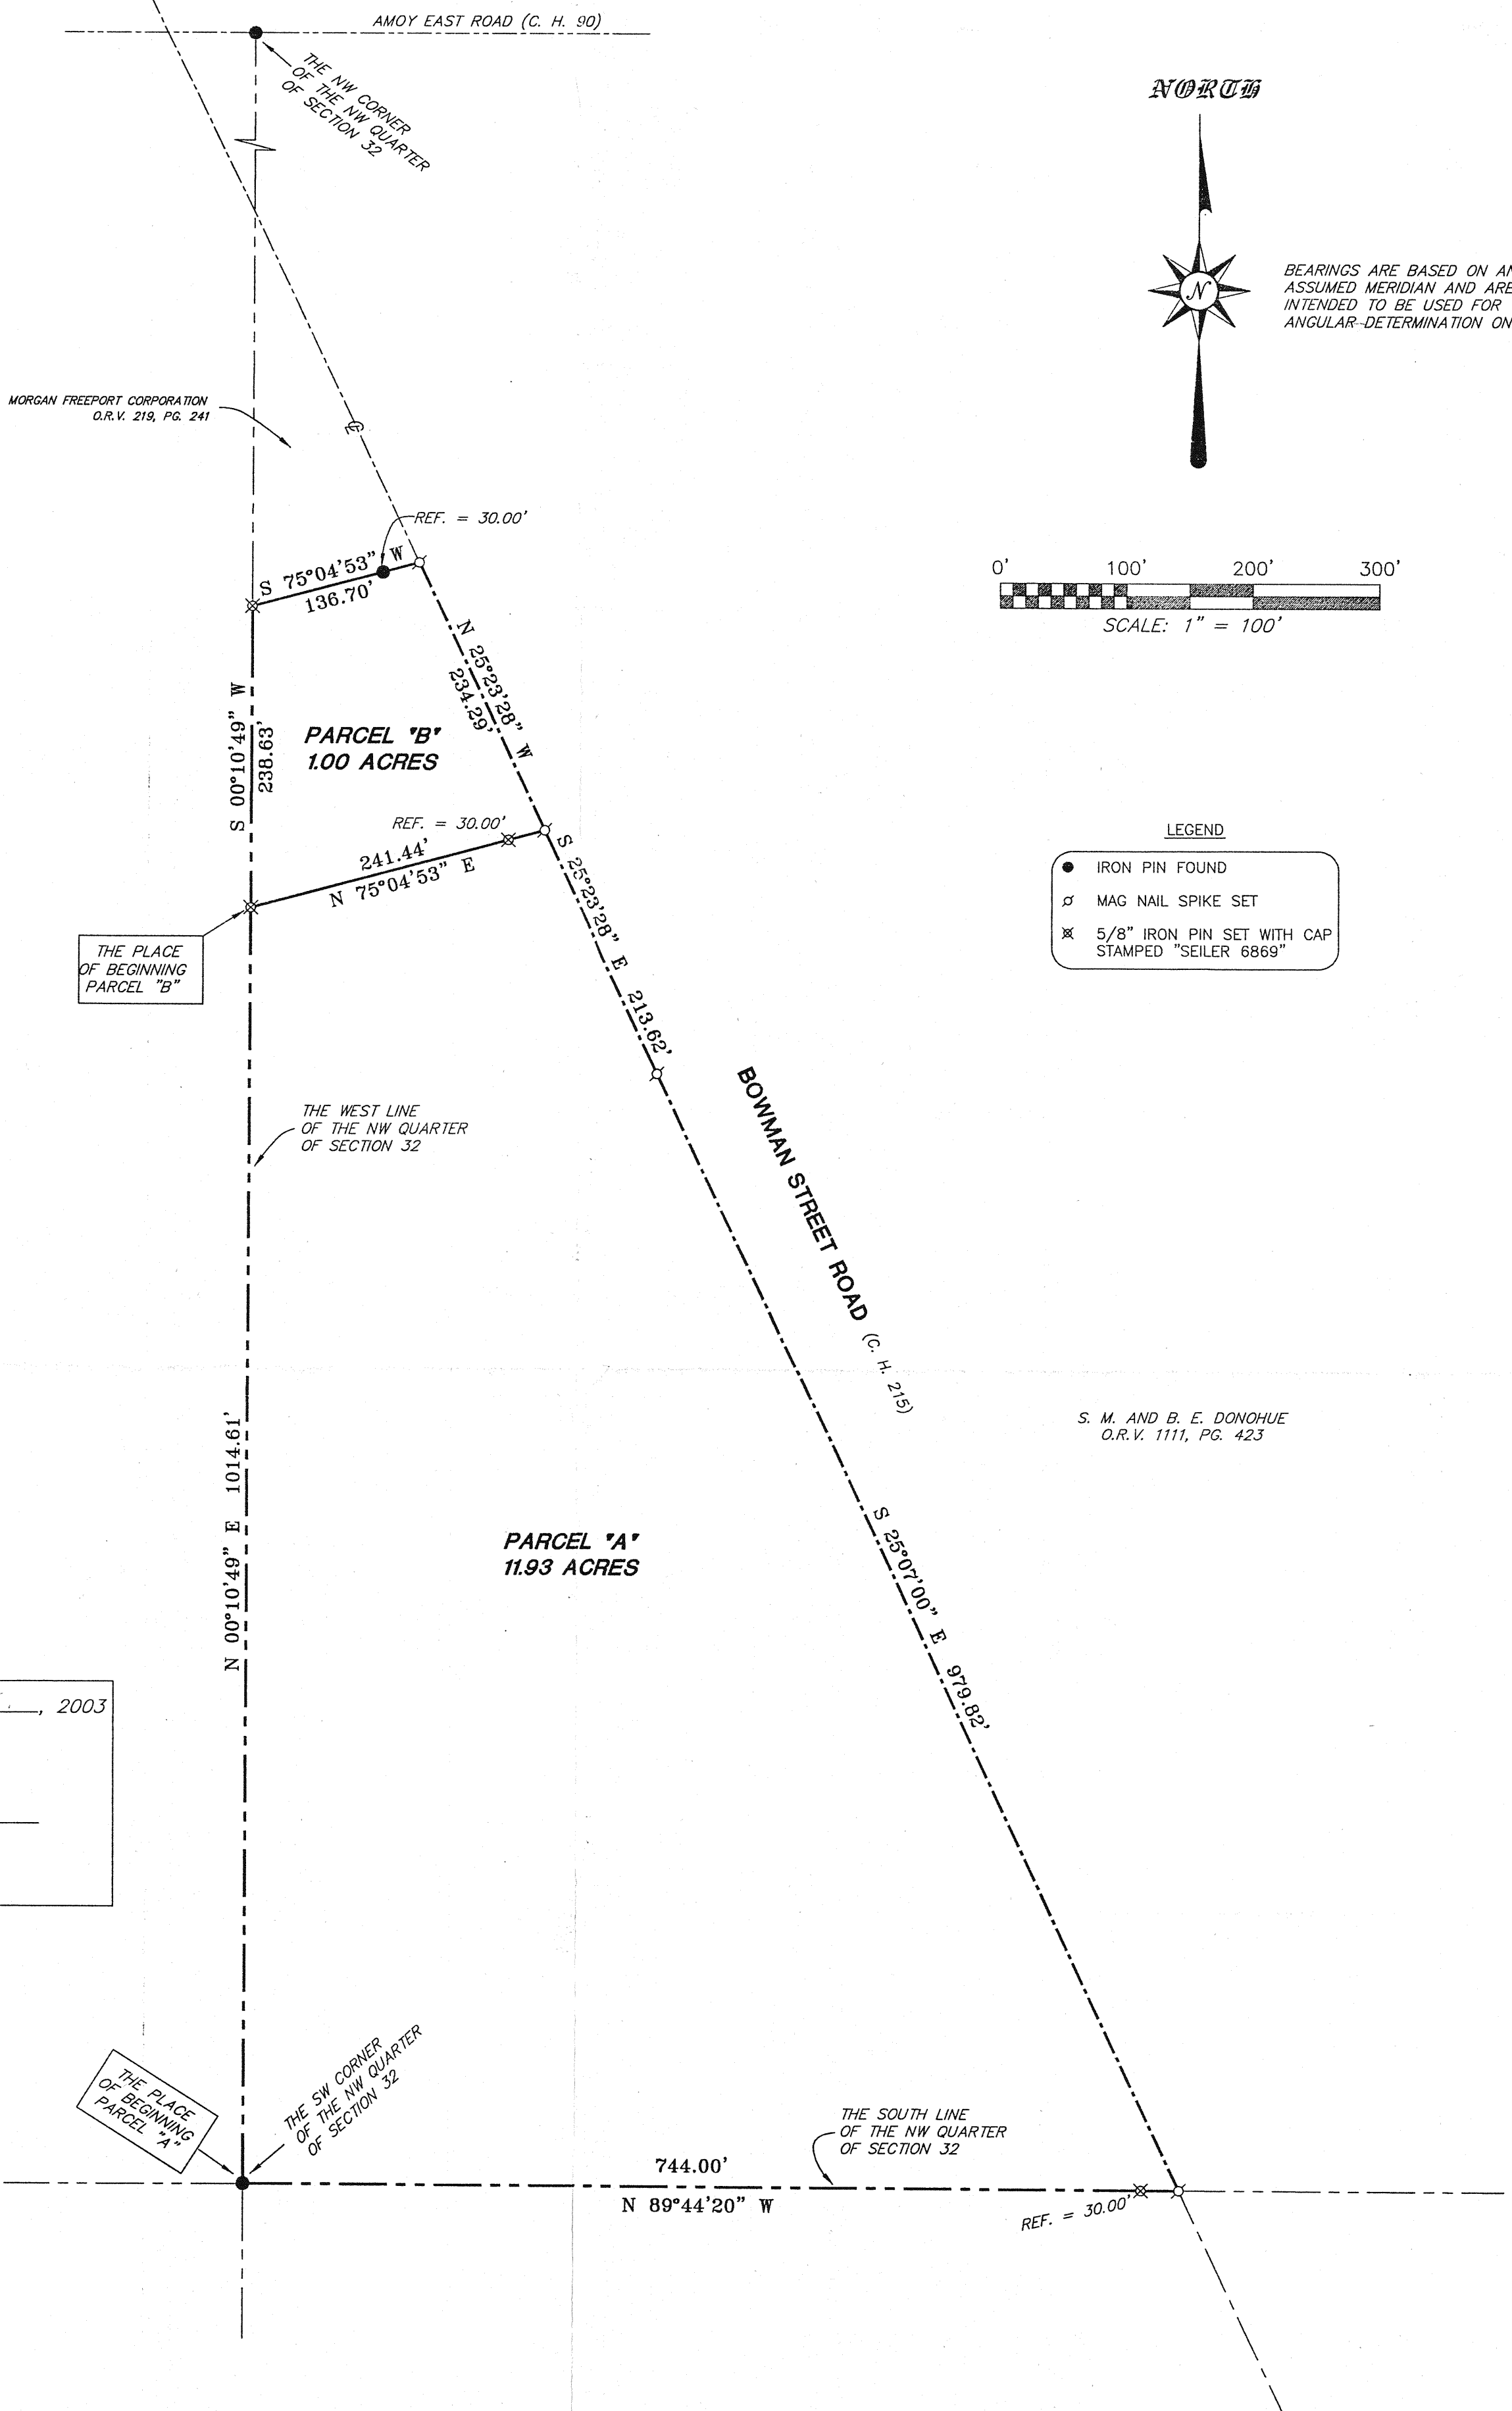 AMOY EAST ROAD (C. H. 90)
THE NW CORNER
OF THE NW QUARTER
OF SECTION 32
NORTH
N
BEARINGS ARE BASED ON AN
ASSUMED MERIDIAN AND ARE
INTENDED TO BE USED FOR
ANGULAR DETERMINATION ON
MORGAN FREEPORT CORPORATION
O.R.V. 219, PG. 241
CL
REF. = 30.00'
S 75°04'53" W
136.70'
0' 100' 200' 300'
SCALE: 1" = 100'
N 25°23'28" W
234.29'
S 00°10'49" W
238.63'
PARCEL "B"
1.00 ACRES
REF. = 30.00'
241.44'
N 75°04'53" E
LEGEND
IRON PIN FOUND
MAG NAIL SPIKE SET
5/8" IRON PIN SET WITH CAP
STAMPED "SEILER 6869"
THE PLACE
OF BEGINNING
PARCEL "B"
S 25°23'28" E 213.62'
THE WEST LINE
OF THE NW QUARTER
OF SECTION 32
BOWMAN STREET ROAD (C. H. 215)
N 00°10'49" E 1014.61'
S. M. AND B. E. DONOHUE
O.R.V. 1111, PG. 423
PARCEL "A"
11.93 ACRES
S 25°07'00" E 979.82'
, 2003
THE PLACE
OF BEGINNING
PARCEL "A"
THE SW CORNER
OF THE NW QUARTER
OF SECTION 32
THE SOUTH LINE
OF THE NW QUARTER
OF SECTION 32
744.00'
N 89°44'20" W
REF. = 30.00'